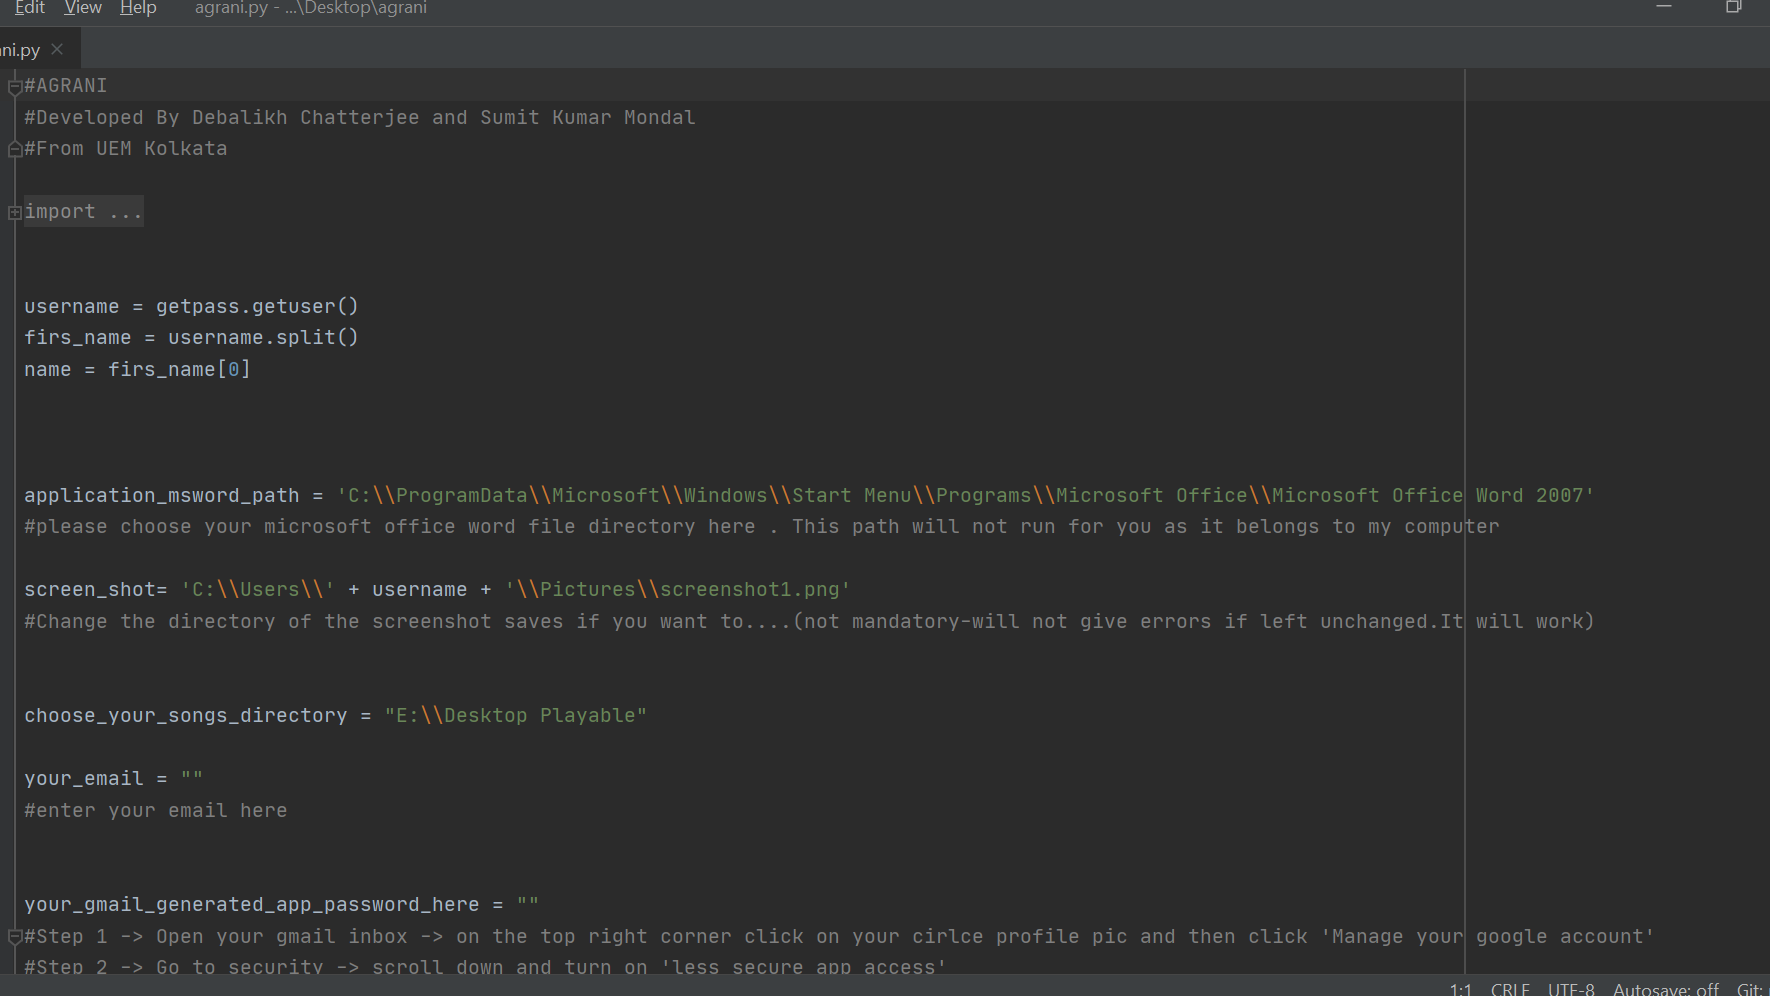 Edit View Help agrani.py - ...\Desktop\agrani
ni.py
#AGRANI
#Developed By Debalikh Chatterjee and Sumit Kumar Mondal
#From UEM Kolkata
import ...
username = getpass.getuser()
firs_name = username.split()
name = firs_name[0]
application_msword_path = 'C:\\ProgramData\\Microsoft\\Windows\\Start Menu\\Programs\\Microsoft Office\\Microsoft Office Word 2007'
#please choose your microsoft office word file directory here . This path will not run for you as it belongs to my computer
screen_shot= 'C:\\Users\\' + username + '\\Pictures\\screenshot1.png'
#Change the directory of the screenshot saves if you want to....(not mandatory-will not give errors if left unchanged.It will work)
choose_your_songs_directory = "E:\\Desktop Playable"
your_email = ""
#enter your email here
your_gmail_generated_app_password_here = ""
#Step 1 -> Open your gmail inbox -> on the top right corner click on your cirlce profile pic and then click 'Manage your google account'
#Step 2 -> Go to security -> scroll down and turn on 'less secure app access'
1:1 CRLF UTF-8 Autosave: off Git: